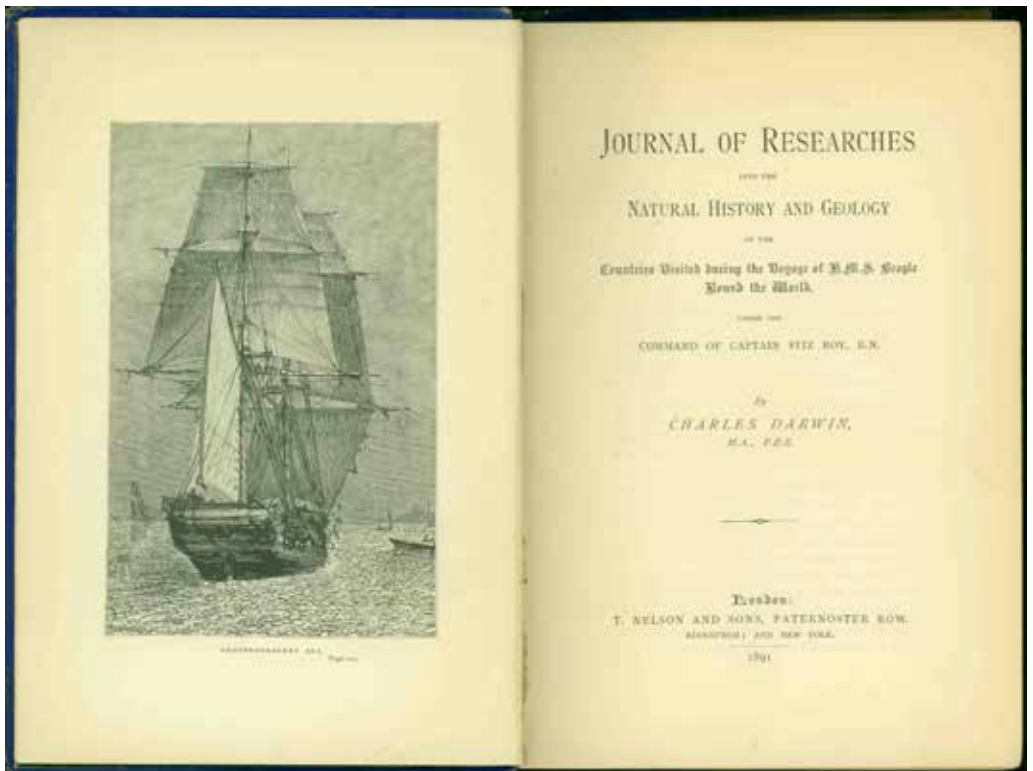 JOURNAL OF RESEARCHES
INTO THE
NATURAL HISTORY AND GEOLOGY
OF THE
Countries Visited during the Voyage of H.M.S. Beagle
Round the World.
UNDER THE
COMMAND OF CAPTAIN FITZ ROY, R.N.
By
CHARLES DARWIN,
M.A., F.R.S.
London:
T. NELSON AND SONS, PATERNOSTER ROW.
EDINBURGH; AND NEW YORK.
1891